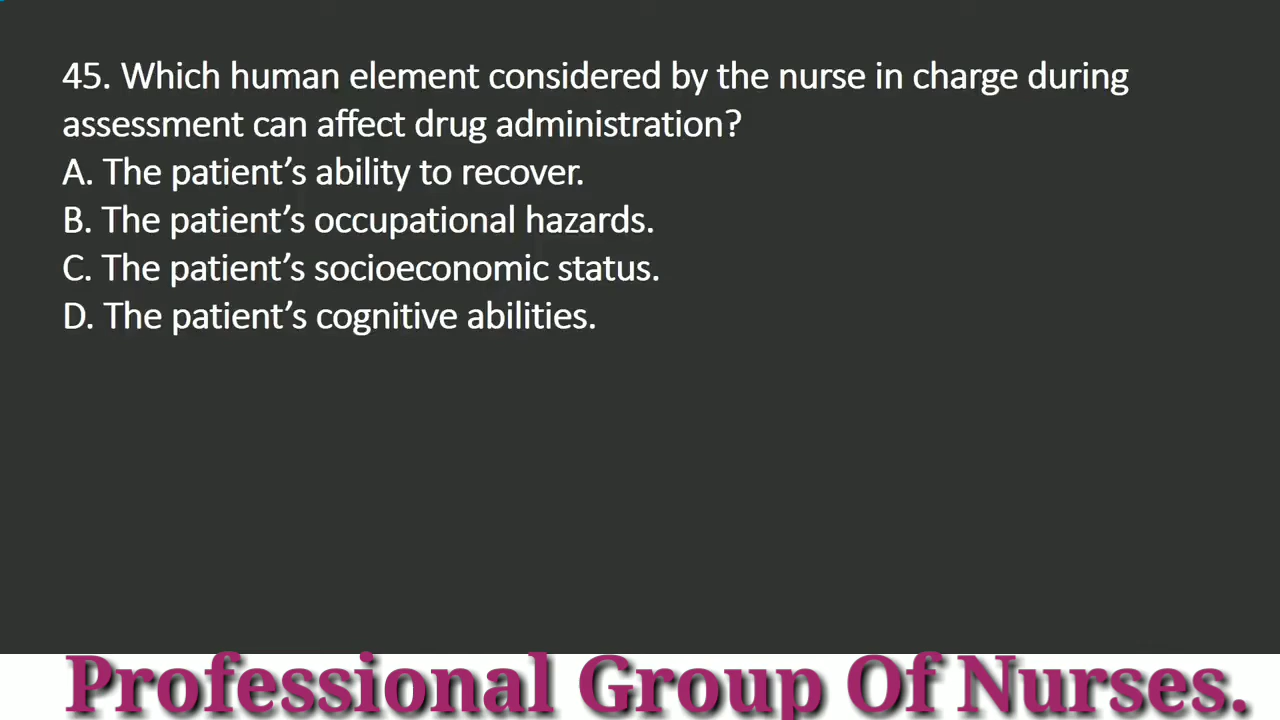 45. Which human element considered by the nurse in charge during
assessment can affect drug administration?
A. The patient’s ability to recover.
B. The patient’s occupational hazards.
C. The patient’s socioeconomic status.
D. The patient’s cognitive abilities.
Professional Group Of Nurses.